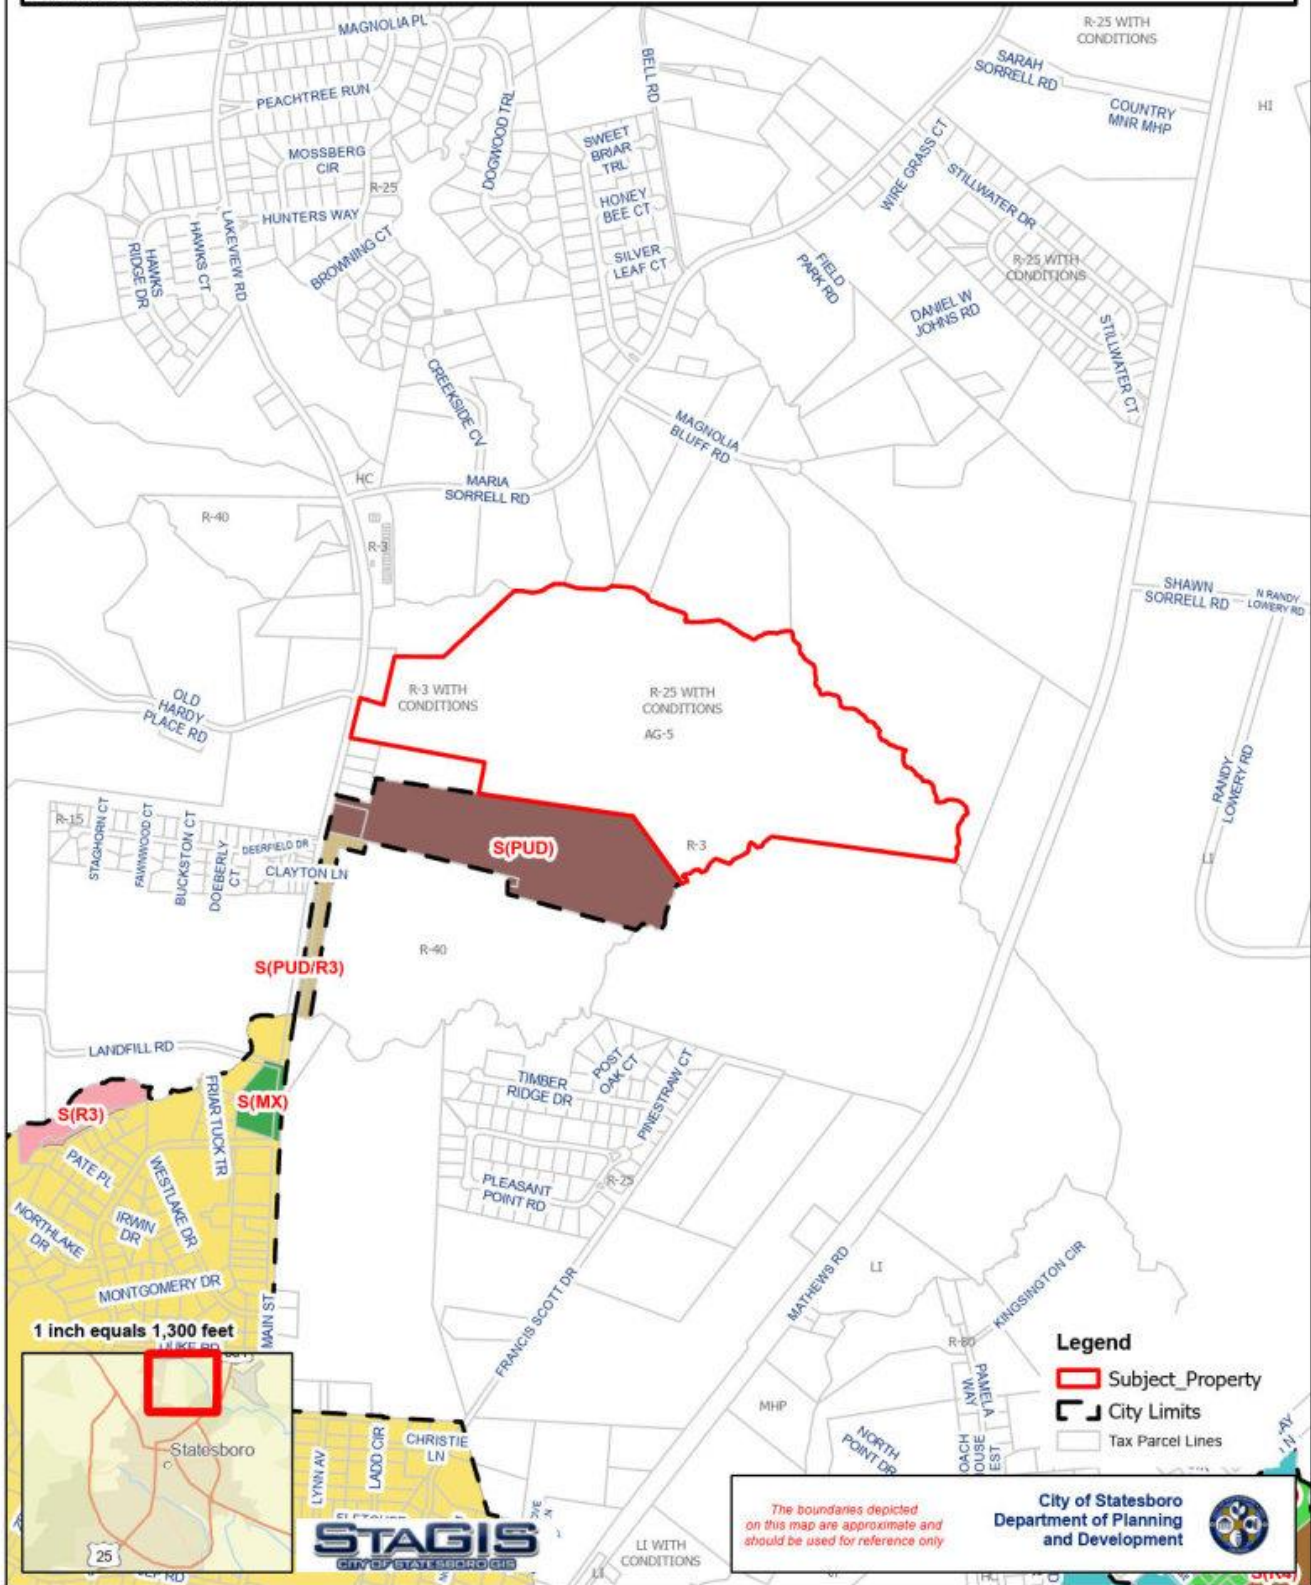 MAGNOLIA PL
R-25 WITH
CONDITIONS
SARAH
SORRELL RD
BELL RD
PEACHTREE RUN
COUNTRY
MNR MHP
HI
DOGWOOD TRL
MOSSBERG
CIR
SWEET
BRIAR
TRL
WIRE GRASS CT
STILLWATER DR
R-25
HONEY
BEE CT
HUNTERS WAY
LAKEVIEW RD
HAWKS CT
HAWKS
RIDGE DR
BROWNING CT
SILVER
LEAF CT
FIELD
PARK RD
R-25 WITH
CONDITIONS
DANIEL W
JOHNS RD
STILLWATER CT
CREEKSIDE CV
MAGNOLIA
BLUFF RD
HC
MARIA
SORRELL RD
R-40
R-3
SHAWN
SORRELL RD
N RANDY
LOWERY RD
OLD
HARDY
PLACE RD
R-3 WITH
CONDITIONS
R-25 WITH
CONDITIONS
AG-5
RANDY
LOWERY RD
R-15
STAGHORN CT
FAWNWOOD CT
BUCKSTON CT
DOEBERLY
CT
DEERFIELD DR
CLAYTON LN
S(PUD)
R-3
LI
R-40
S(PUD/R3)
LANDFILL RD
TIMBER
RIDGE DR
POST
OAK CT
PINESTRAW CT
S(R3)
FRIAR TUCK TR
S(MX)
PATE PL
WESTLAKE DR
PLEASANT
POINT RD
R-25
NORTHLAKE
DR
IRWIN
DR
MONTGOMERY DR
MAIN ST
FRANCIS SCOTT DR
MATHEWS RD
LI
KINGSINGTON CIR
R-80
1 inch equals 1,300 feet
DUKE RD
Legend
Subject_Property
City Limits
Tax Parcel Lines
PAMELA
WAY
MHP
NORTH
POINT DR
Statesboro
25
LYNN AV
LADD CIR
CHRISTIE
LN
STAGIS
CITY OF STATESBORO GIS
LI WITH
CONDITIONS
LI
The boundaries depicted
on this map are approximate and
should be used for reference only
City of Statesboro
Department of Planning
and Development
HC
S(R4)